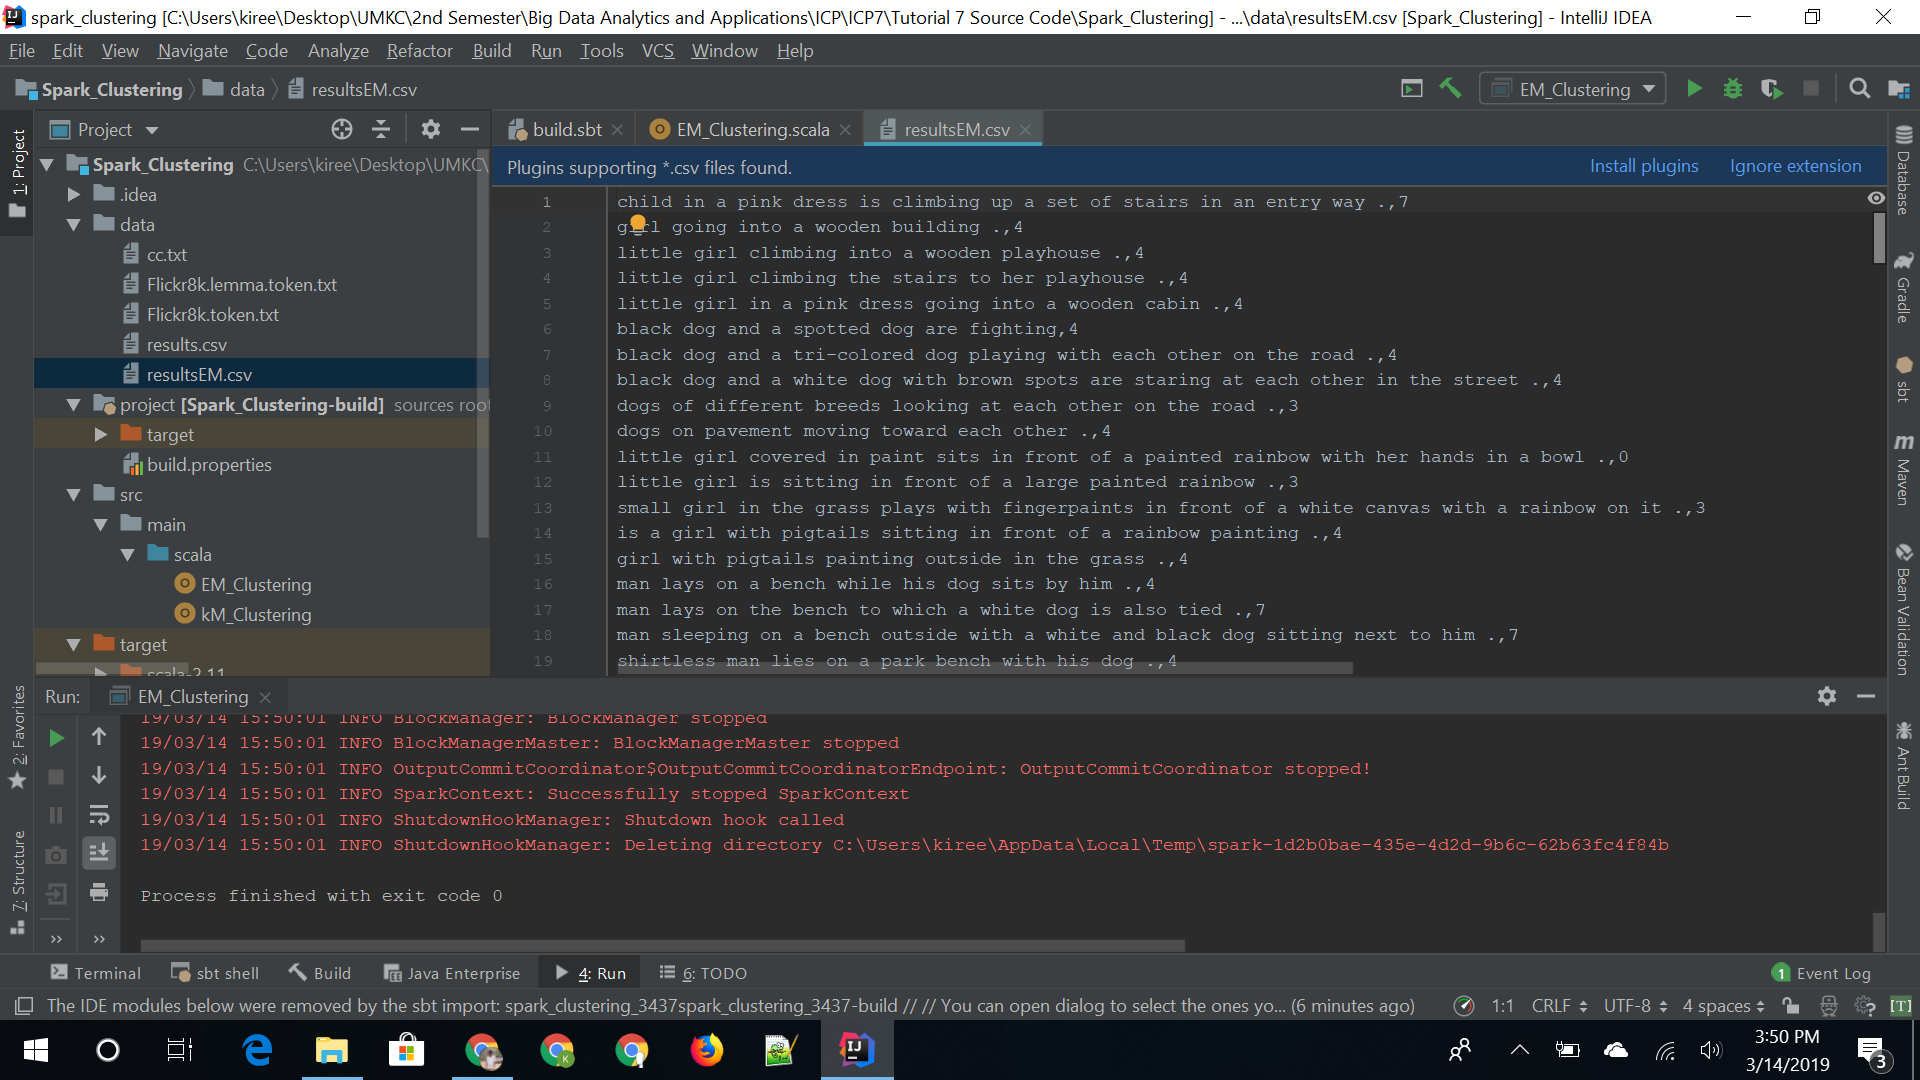 spark_clustering [C:\Users\kiree\Desktop\UMKC\2nd Semester\Big Data Analytics and Applications\ICP\ICP7\Tutorial 7 Source Code\Spark_Clustering] - ...\data\resultsEM.csv [Spark_Clustering] - IntelliJ IDEA
File Edit View Navigate Code Analyze Refactor Build Run Tools VCS Window Help
Spark_Clustering data resultsEM.csv
EM_Clustering
Project
build.sbt
EM_Clustering.scala
resultsEM.csv
Plugins supporting *.csv files found.
Install plugins Ignore extension
1: Project
2: Favorites
7: Structure
Spark_Clustering C:\Users\kiree\Desktop\UMKC\
.idea
data
cc.txt
Flickr8k.lemma.token.txt
Flickr8k.token.txt
results.csv
resultsEM.csv
project [Spark_Clustering-build] sources root
target
build.properties
src
main
scala
EM_Clustering
kM_Clustering
target
scala-2.11
1 child in a pink dress is climbing up a set of stairs in an entry way .,7
2 girl going into a wooden building .,4
3 little girl climbing into a wooden playhouse .,4
4 little girl climbing the stairs to her playhouse .,4
5 little girl in a pink dress going into a wooden cabin .,4
6 black dog and a spotted dog are fighting,4
7 black dog and a tri-colored dog playing with each other on the road .,4
8 black dog and a white dog with brown spots are staring at each other in the street .,4
9 dogs of different breeds looking at each other on the road .,3
10 dogs on pavement moving toward each other .,4
11 little girl covered in paint sits in front of a painted rainbow with her hands in a bowl .,0
12 little girl is sitting in front of a large painted rainbow .,3
13 small girl in the grass plays with fingerpaints in front of a white canvas with a rainbow on it .,3
14 is a girl with pigtails sitting in front of a rainbow painting .,4
15 girl with pigtails painting outside in the grass .,4
16 man lays on a bench while his dog sits by him .,4
17 man lays on the bench to which a white dog is also tied .,7
18 man sleeping on a bench outside with a white and black dog sitting next to him .,7
19 shirtless man lies on a park bench with his dog .,4
Database
Gradle
sbt
Maven
Bean Validation
Ant Build
Run: EM_Clustering
19/03/14 15:50:01 INFO BlockManager: BlockManager stopped
19/03/14 15:50:01 INFO BlockManagerMaster: BlockManagerMaster stopped
19/03/14 15:50:01 INFO OutputCommitCoordinator$OutputCommitCoordinatorEndpoint: OutputCommitCoordinator stopped!
19/03/14 15:50:01 INFO SparkContext: Successfully stopped SparkContext
19/03/14 15:50:01 INFO ShutdownHookManager: Shutdown hook called
19/03/14 15:50:01 INFO ShutdownHookManager: Deleting directory C:\Users\kiree\AppData\Local\Temp\spark-1d2b0bae-435e-4d2d-9b6c-62b63fc4f84b
Process finished with exit code 0
Terminal sbt shell Build Java Enterprise 4: Run 6: TODO 1 Event Log
The IDE modules below were removed by the sbt import: spark_clustering_3437spark_clustering_3437-build // // You can open dialog to select the ones yo... (6 minutes ago) 1:1 CRLF UTF-8 4 spaces [T]
3:50 PM
3/14/2019
3